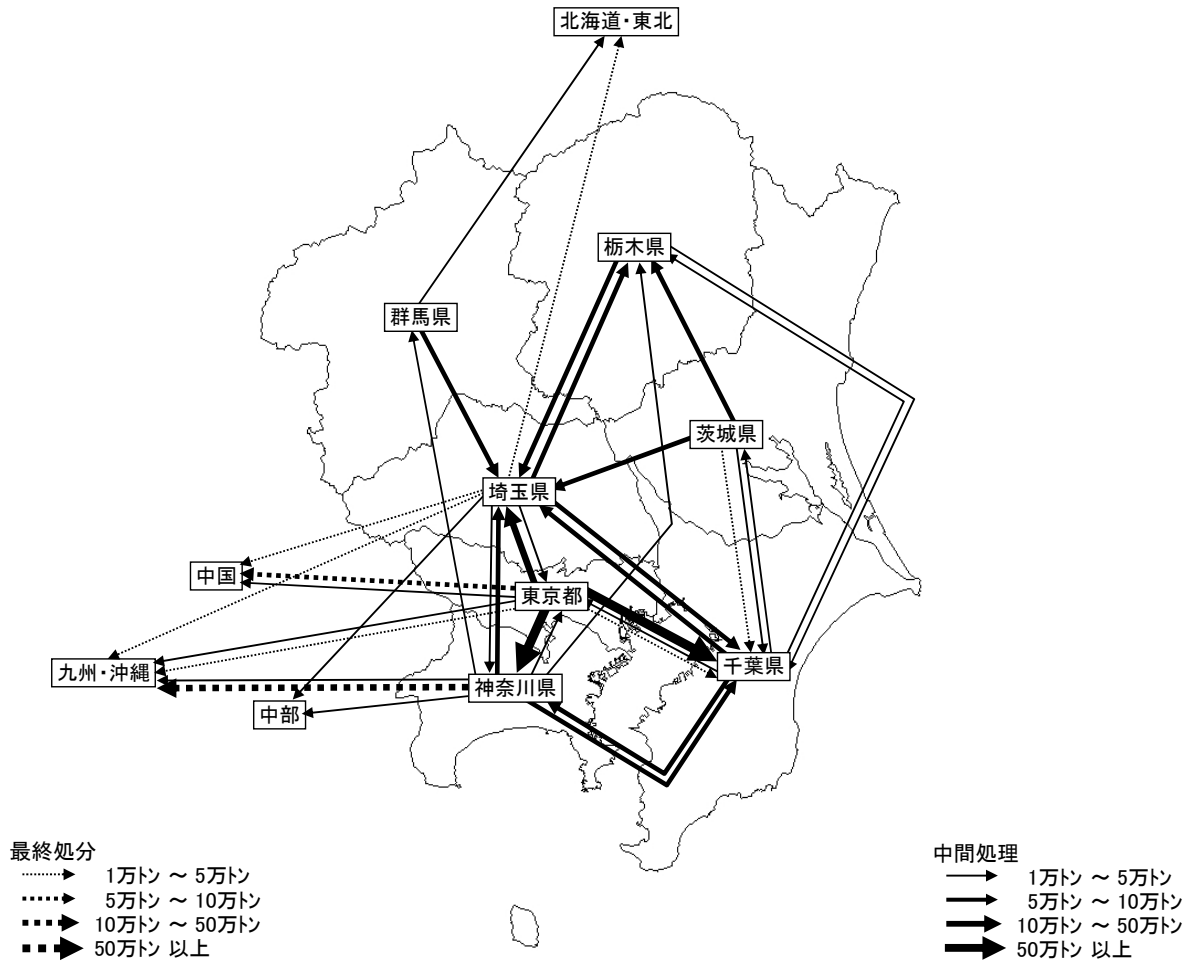 北海道・東北
栃木県
群馬県
茨城県
埼玉県
中国
東京都
九州・沖縄
千葉県
神奈川県
中部
最終処分
1万トン ～ 5万トン
5万トン ～ 10万トン
10万トン ～ 50万トン
50万トン 以上
中間処理
1万トン ～ 5万トン
5万トン ～ 10万トン
10万トン ～ 50万トン
50万トン 以上